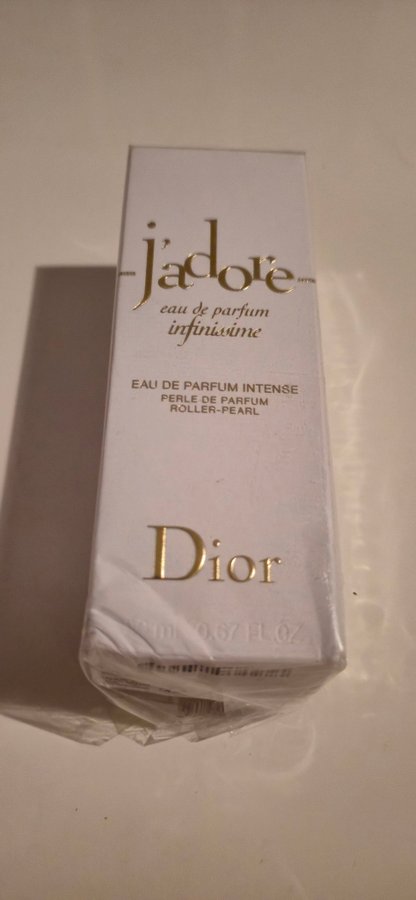 j'adore
eau de parfum
infinissime
EAU DE PARFUM INTENSE
PERLE DE PARFUM
ROLLER-PEARL
Dior
ml 0.67 FL.OZ